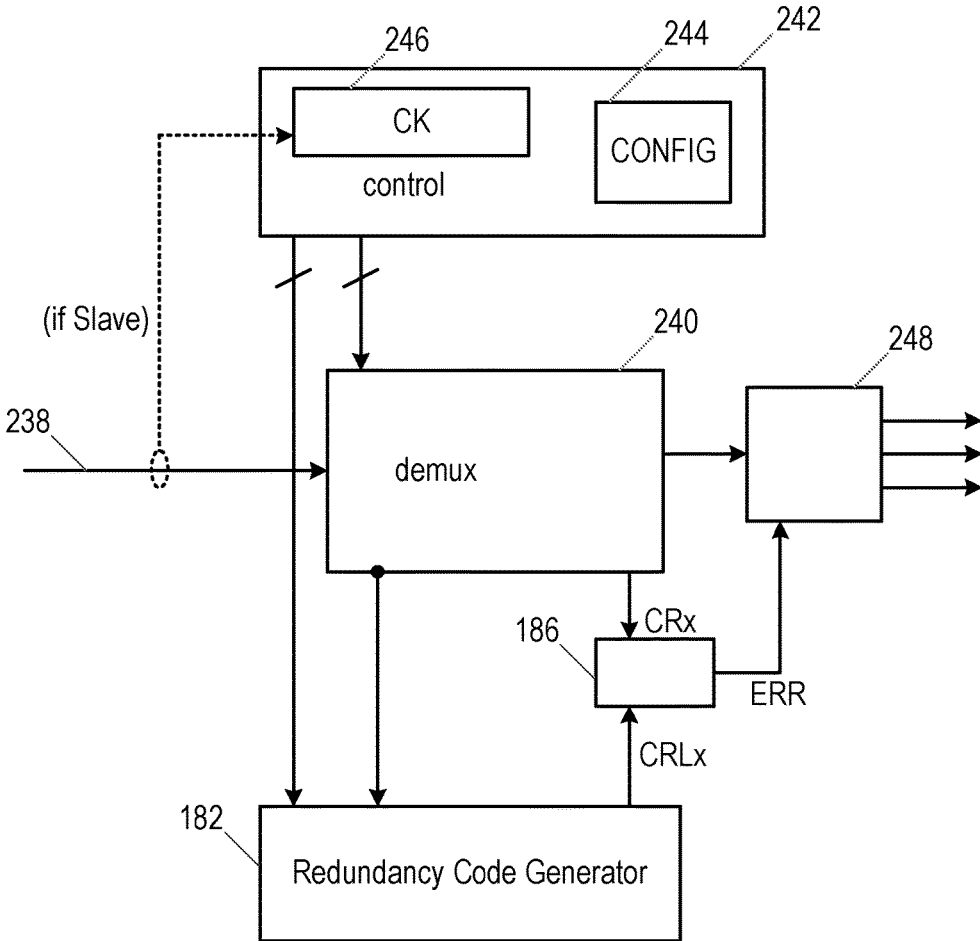 246
244
242
CK
CONFIG
control
(if Slave)
240
248
238
demux
CRx
186
ERR
CRLx
182
Redundancy Code Generator